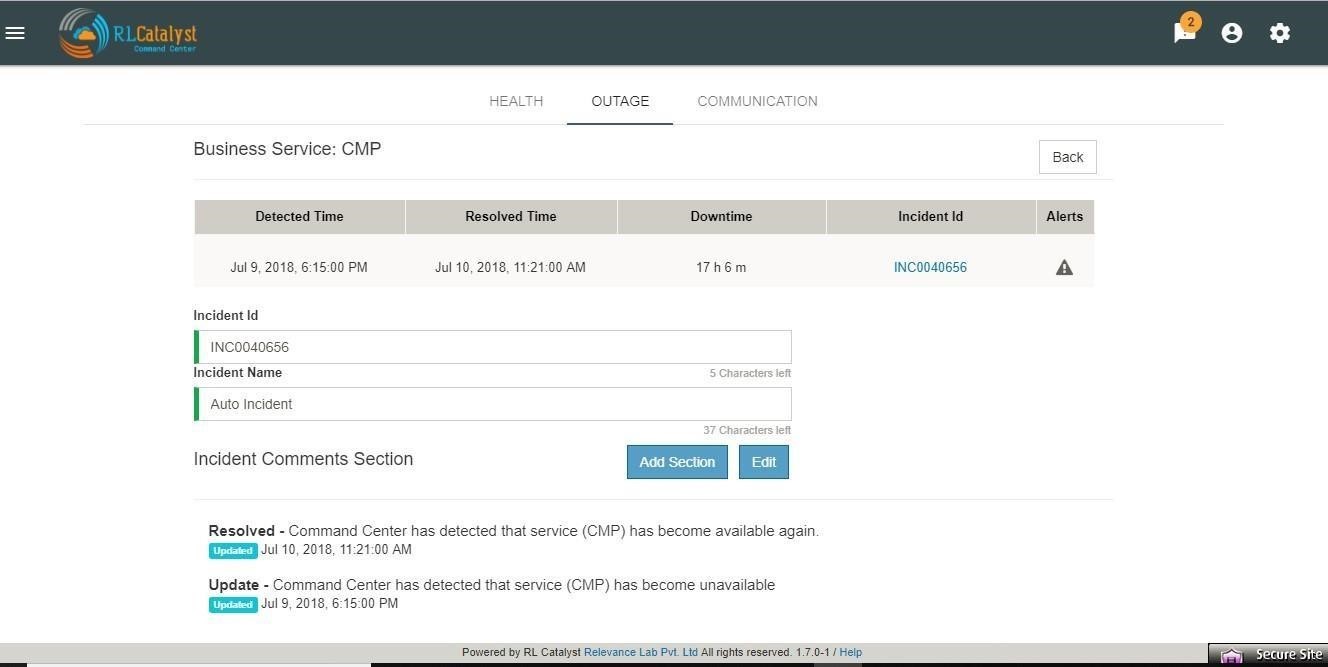 RLCatalyst
Command Center
2
HEALTH OUTAGE COMMUNICATION
Business Service: CMP
Back
Detected Time Resolved Time Downtime Incident Id Alerts
Jul 9, 2018, 6:15:00 PM Jul 10, 2018, 11:21:00 AM 17 h 6 m INC0040656
Incident Id
INC0040656
Incident Name 5 Characters left
Auto Incident
37 Characters left
Incident Comments Section Add Section Edit
Resolved - Command Center has detected that service (CMP) has become available again.
Updated Jul 10, 2018, 11:21:00 AM
Update - Command Center has detected that service (CMP) has become unavailable
Updated Jul 9, 2018, 6:15:00 PM
Powered by RL Catalyst Relevance Lab Pvt. Ltd All rights reserved. 1.7.0-1 / Help
Secure Site